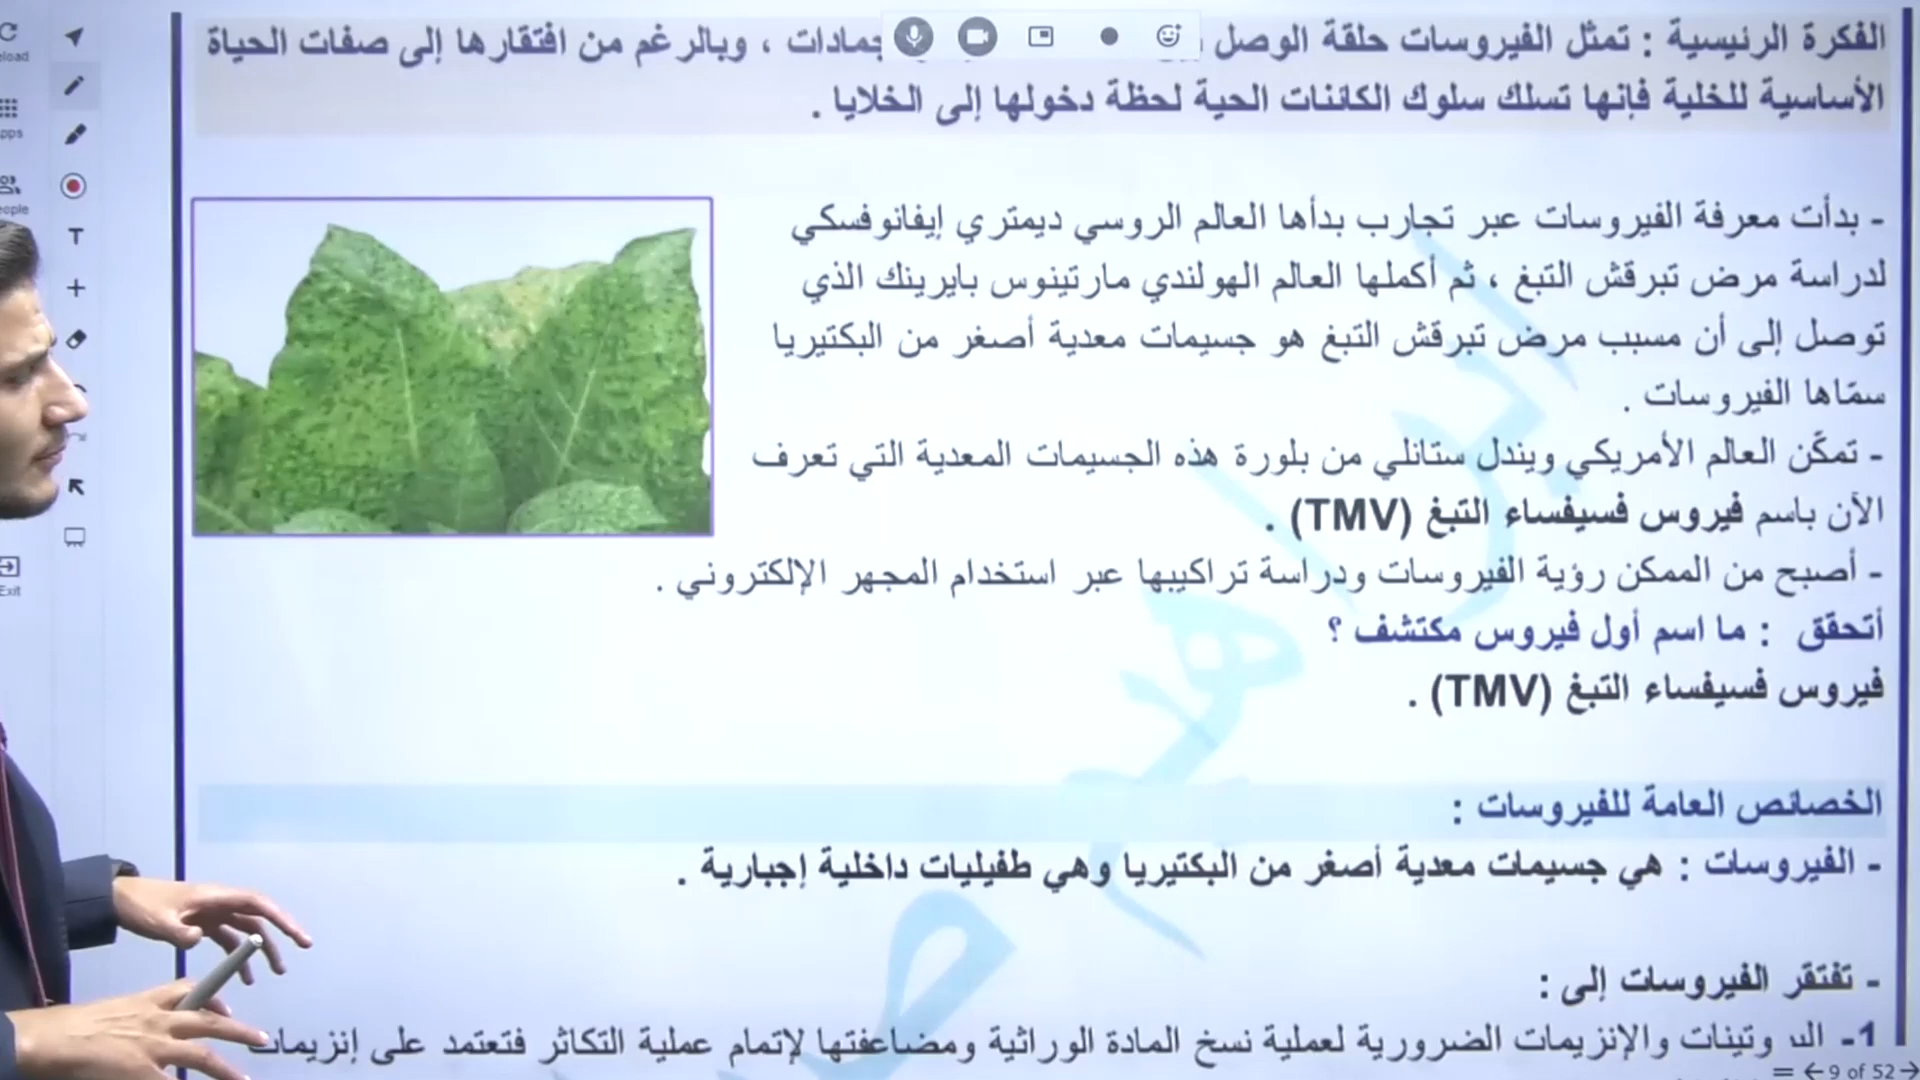 الفكرة الرئيسية : تمثل الفيروسات حلقة الوصل جمادات ، وبالرغم من افتقارها إلى صفات الحياة
الأساسية للخلية فإنها تسلك سلوك الكائنات الحية لحظة دخولها إلى الخلايا .
- بدأت معرفة الفيروسات عبر تجارب بدأها العالم الروسي ديمتري إيفانوفسكي
لدراسة مرض تبرقش التبغ ، ثم أكملها العالم الهولندي مارتينوس بايرينك الذي
توصل إلى أن مسبب مرض تبرقش التبغ هو جسيمات معدية أصغر من البكتيريا
سمّاها الفيروسات .
- تمكّن العالم الأمريكي ويندل ستانلي من بلورة هذه الجسيمات المعدية التي تعرف
الآن باسم فيروس فسيفساء التبغ (TMV) .
- أصبح من الممكن رؤية الفيروسات ودراسة تراكيبها عبر استخدام المجهر الإلكتروني .
أتحقق : ما اسم أول فيروس مكتشف ؟
فيروس فسيفساء التبغ (TMV) .
الخصائص العامة للفيروسات :
- الفيروسات : هي جسيمات معدية أصغر من البكتيريا وهي طفيليات داخلية إجبارية .
- تفتقر الفيروسات إلى :
1- البروتينات والإنزيمات الضرورية لعملية نسخ المادة الوراثية ومضاعفتها لإتمام عملية التكاثر فتعتمد على إنزيمات
9 of 52
T
Exit